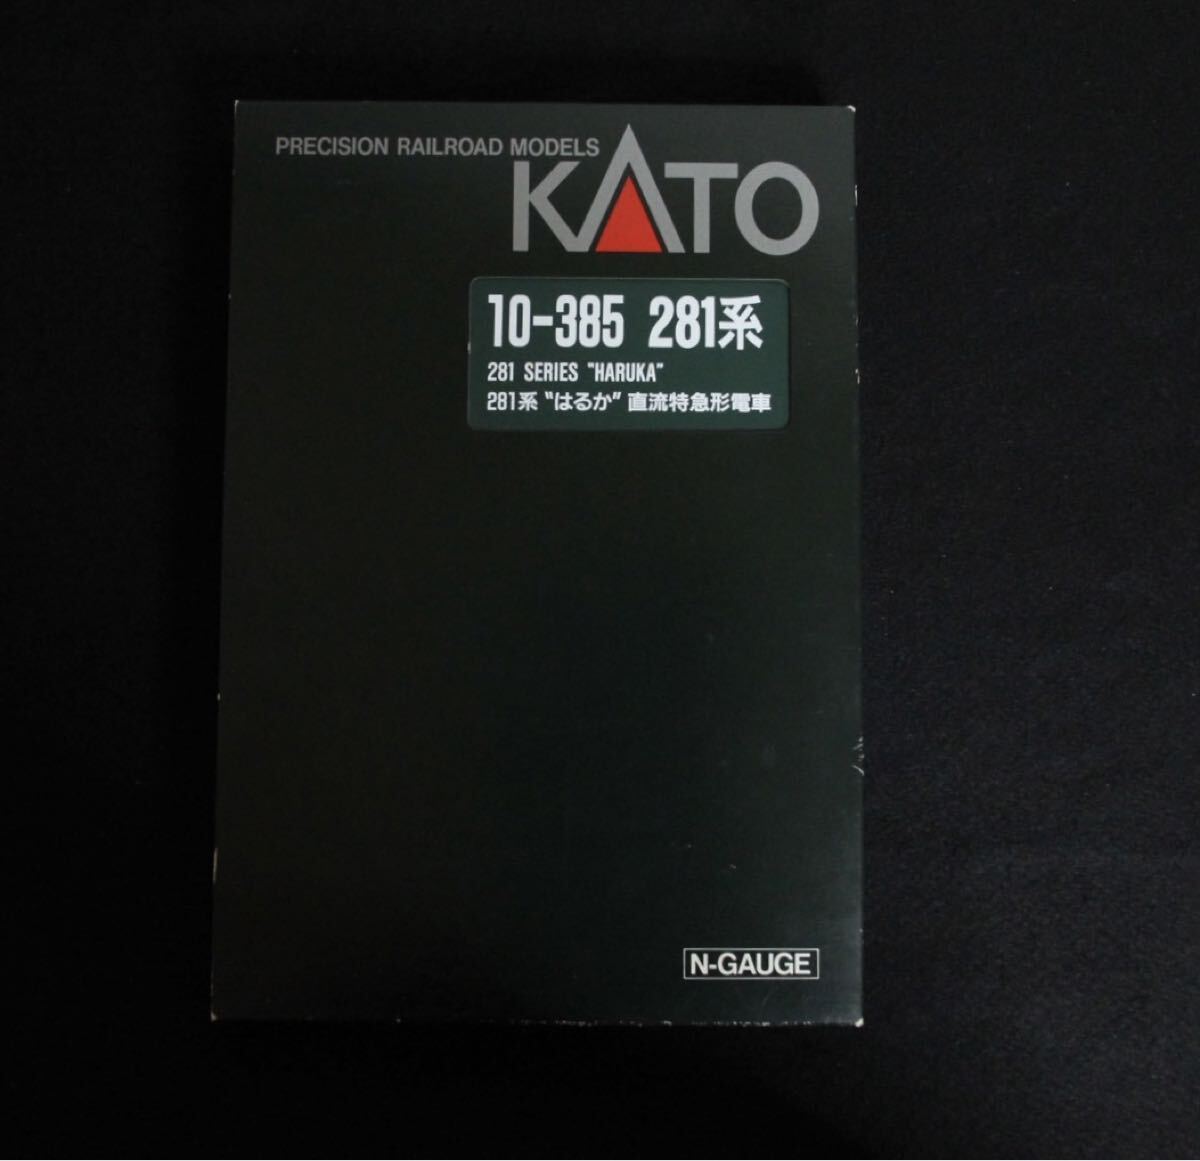 PRECISION RAILROAD MODELS
KATO
10-385 281系
281 SERIES "HARUKA"
281系 "はるか" 直流特急形電車
N-GAUGE